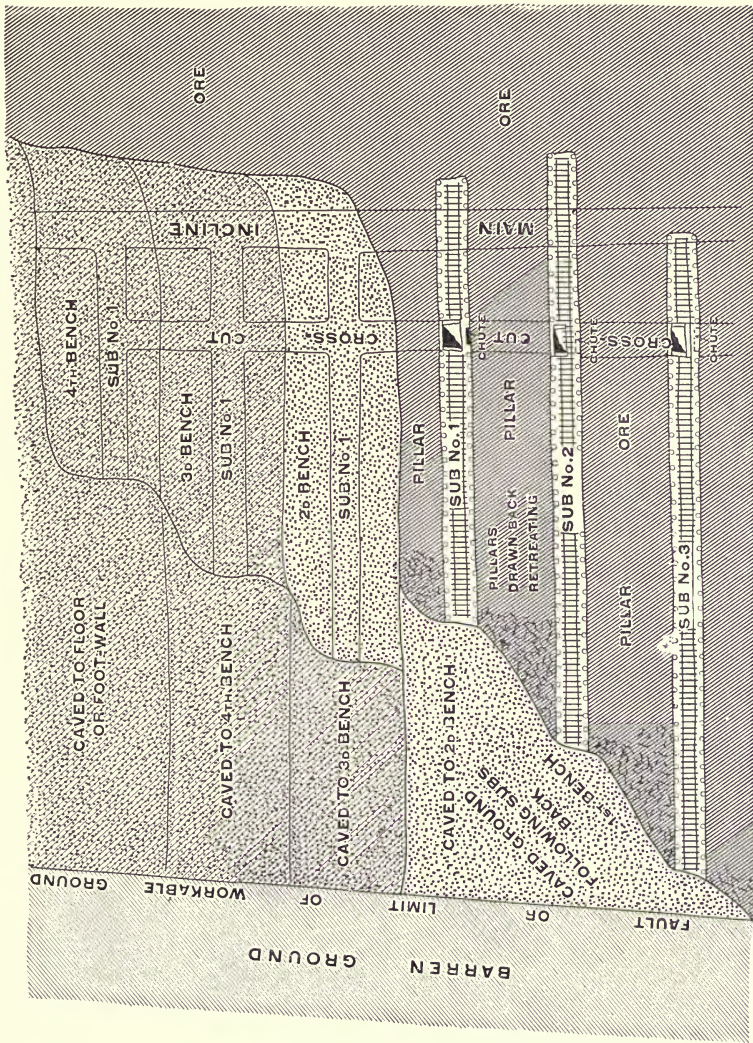 ORE
ORE
INCLINE
MAIN
4TH BENCH
SUB No. 1
3D BENCH
SUB No. 1
2D BENCH
SUB No. 1
CUT
CROSS-
CUT
CROSS-
CHUTE
CHUTE
CHUTE
PILLAR
SUB No. 1
PILLAR
PILLARS
DRAWN BACK
RETREATING
SUB No. 2
ORE
PILLAR
SUB No. 3
CAVED TO FLOOR
OR FOOT-WALL
CAVED TO 4TH BENCH
CAVED TO 3D BENCH
CAVED TO 2D BENCH
CAVED GROUND
FOLLOWING SUBS
BACK
1ST BENCH
FAULT OF LIMIT OF WORKABLE GROUND
BARREN GROUND